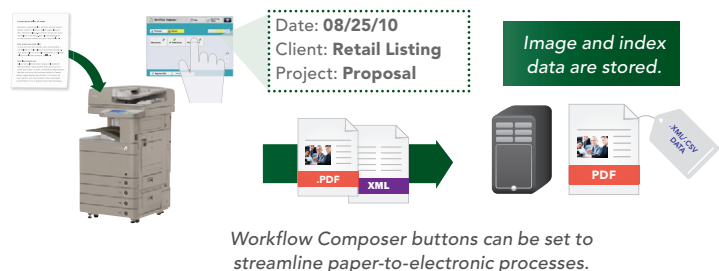 Date: 08/25/10
Client: Retail Listing
Project: Proposal
Image and index
data are stored.
.PDF
XML
PDF
.XML/.CSV
DATA
Workflow Composer buttons can be set to
streamline paper-to-electronic processes.